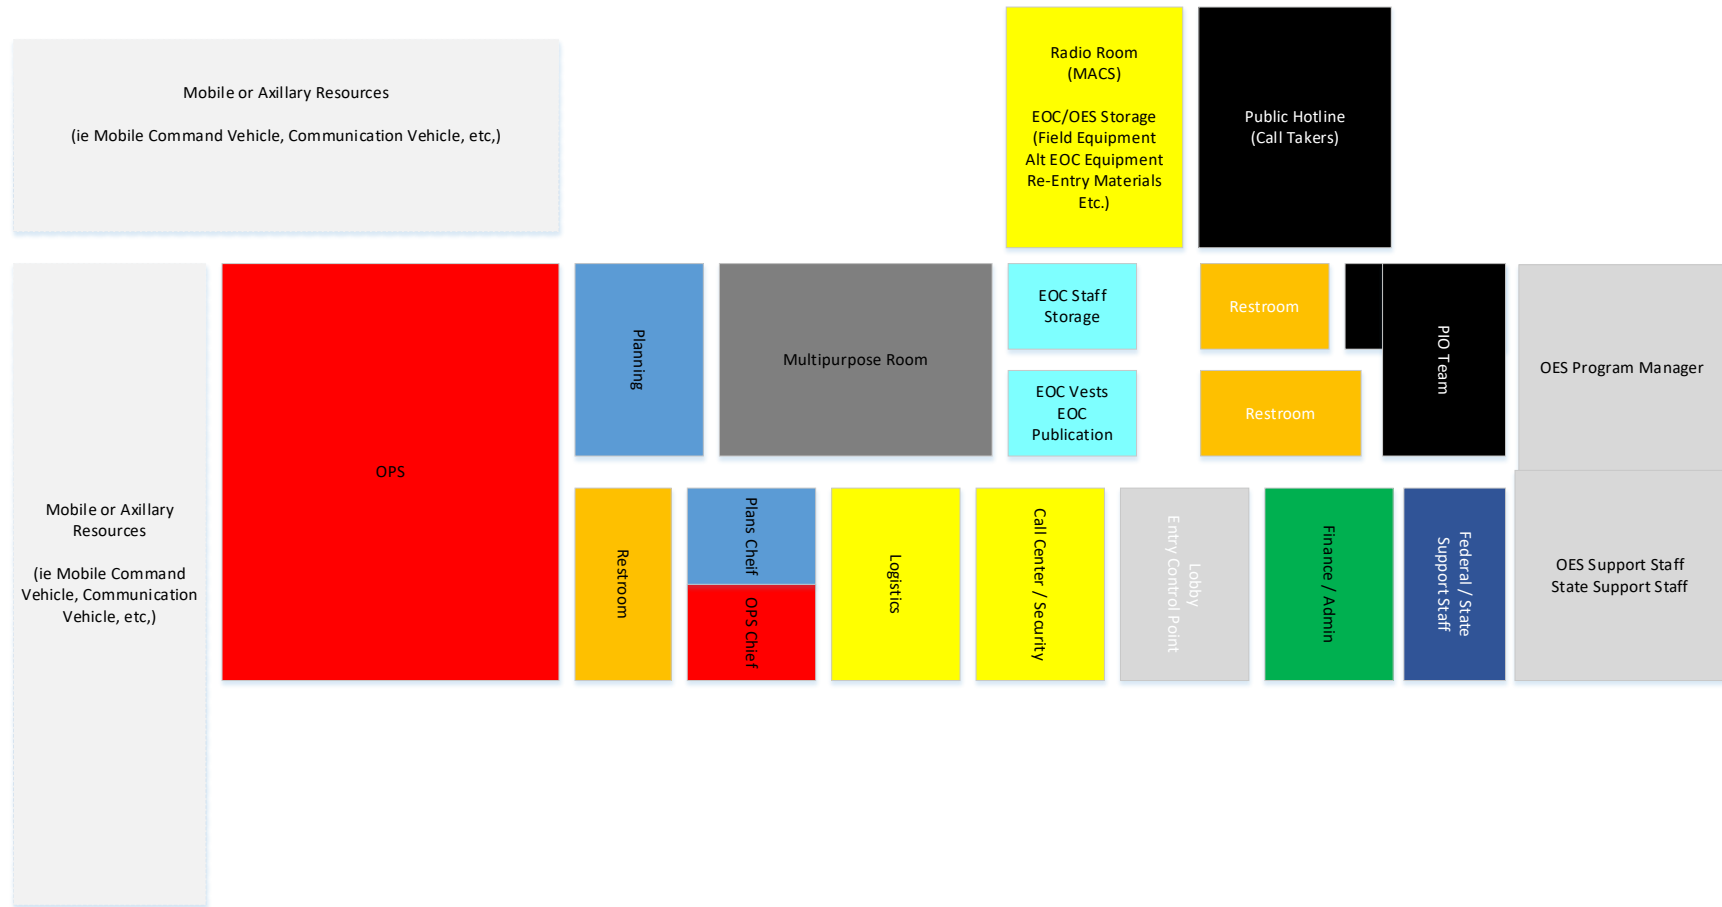 Mobile or Axillary Resources
(ie Mobile Command Vehicle, Communication Vehicle, etc,)
Radio Room
(MACS)
EOC/OES Storage
(Field Equipment
Alt EOC Equipment
Re-Entry Materials
Etc.)
Public Hotline
(Call Takers)
Mobile or Axillary
Resources
(ie Mobile Command
Vehicle, Communication
Vehicle, etc,)
OPS
Planning
Multipurpose Room
EOC Staff
Storage
EOC Vests
EOC
Publication
Restroom
Restroom
PIO Team
OES Program Manager
Restroom
Plans Cheif
OPS Chief
Logistics
Call Center / Security
Lobby
Entry Control Point
Finance / Admin
Federal / State
Support Staff
OES Support Staff
State Support Staff